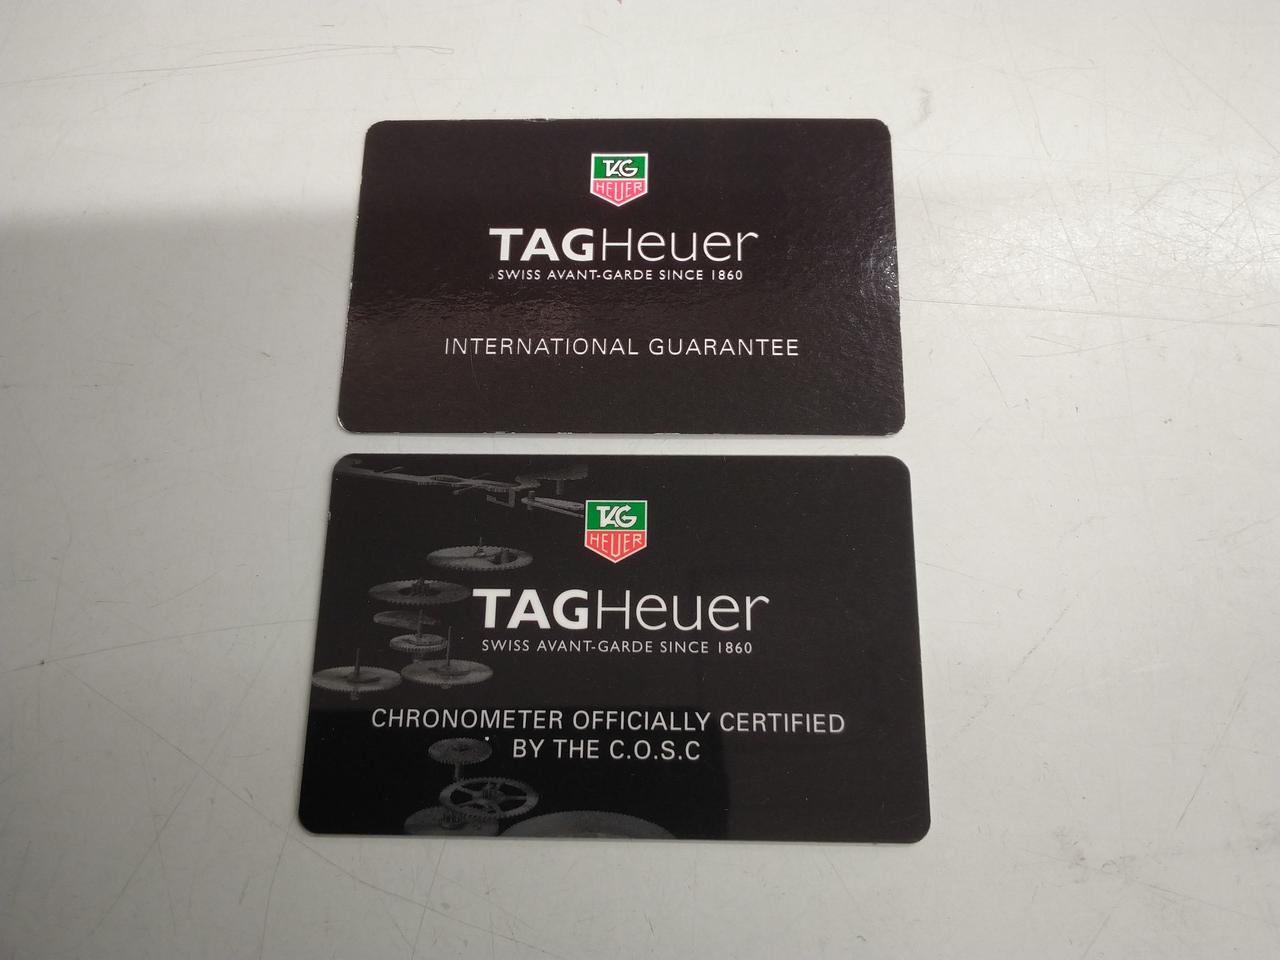 TAG
HEUER
TAGHeuer
SWISS AVANT-GARDE SINCE 1860
INTERNATIONAL GUARANTEE
TAG
HEUER
TAGHeuer
SWISS AVANT-GARDE SINCE 1860
CHRONOMETER OFFICIALLY CERTIFIED
BY THE C.O.S.C